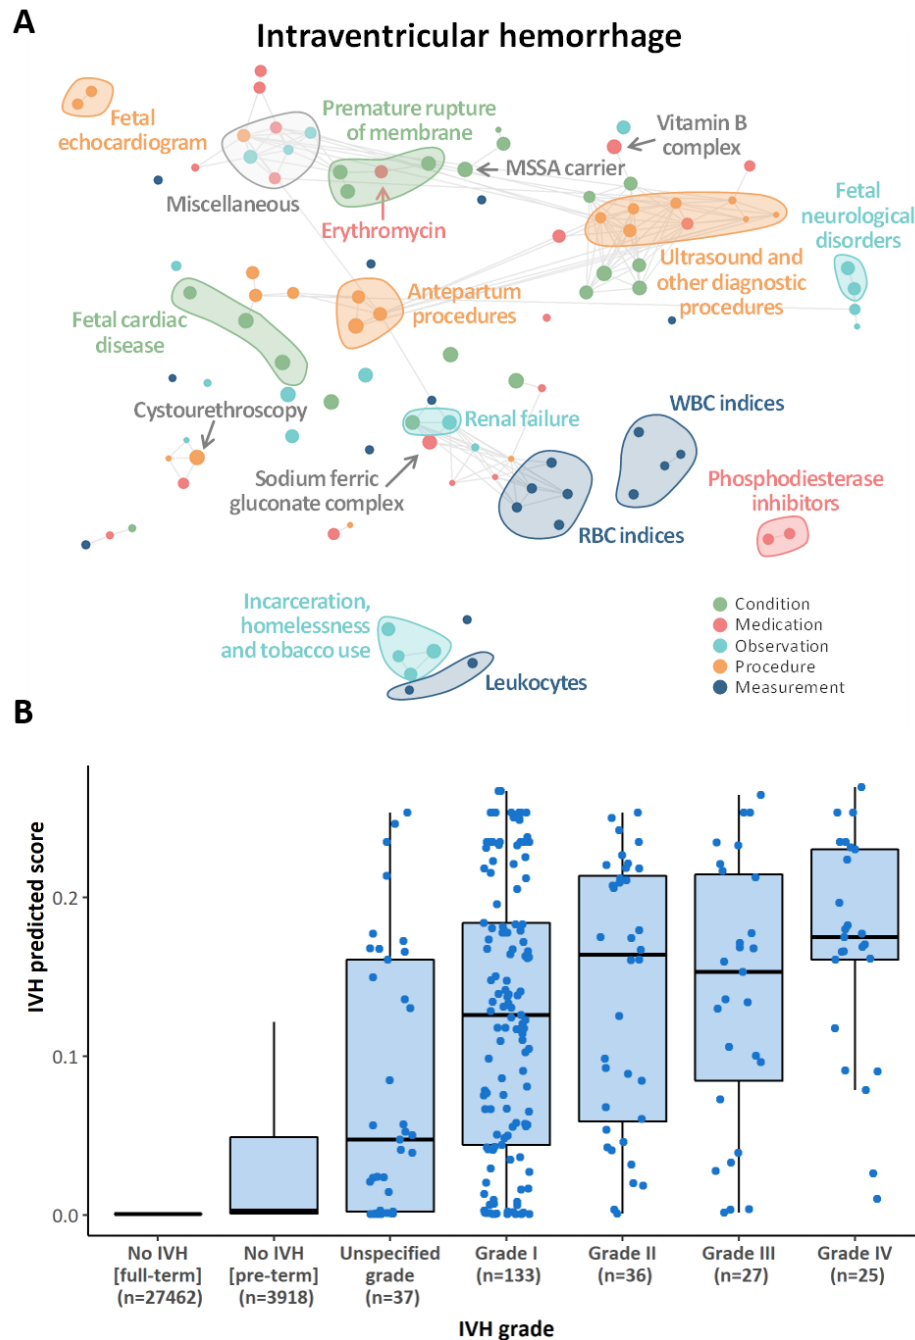 A
Intraventricular hemorrhage
Fetal
echocardiogram
Premature rupture
of membrane
Vitamin B
complex
MSSA carrier
Miscellaneous
Erythromycin
Fetal
neurological
disorders
Ultrasound and
other diagnostic
procedures
Antepartum
procedures
Fetal cardiac
disease
Cystourethroscopy
Renal failure
WBC indices
Sodium ferric
gluconate complex
RBC indices
Phosphodiesterase
inhibitors
Incarceration,
homelessness
and tobacco use
Leukocytes
Condition
Medication
Observation
Procedure
Measurement
B
IVH predicted score
0.2
0.1
0.0
No IVH
[full-term]
(n=27462)
No IVH
[pre-term]
(n=3918)
Unspecified
grade
(n=37)
Grade I
(n=133)
Grade II
(n=36)
Grade III
(n=27)
Grade IV
(n=25)
IVH grade